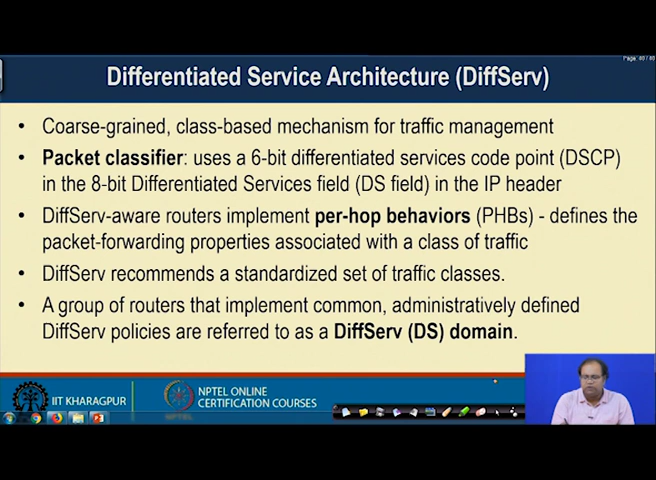 Page 40/40
Differentiated Service Architecture (DiffServ)
• Coarse-grained, class-based mechanism for traffic management
• Packet classifier: uses a 6-bit differentiated services code point (DSCP)
in the 8-bit Differentiated Services field (DS field) in the IP header
• DiffServ-aware routers implement per-hop behaviors (PHBs) - defines the
packet-forwarding properties associated with a class of traffic
• DiffServ recommends a standardized set of traffic classes.
• A group of routers that implement common, administratively defined
DiffServ policies are referred to as a DiffServ (DS) domain.
IIT KHARAGPUR
NPTEL ONLINE
CERTIFICATION COURSES